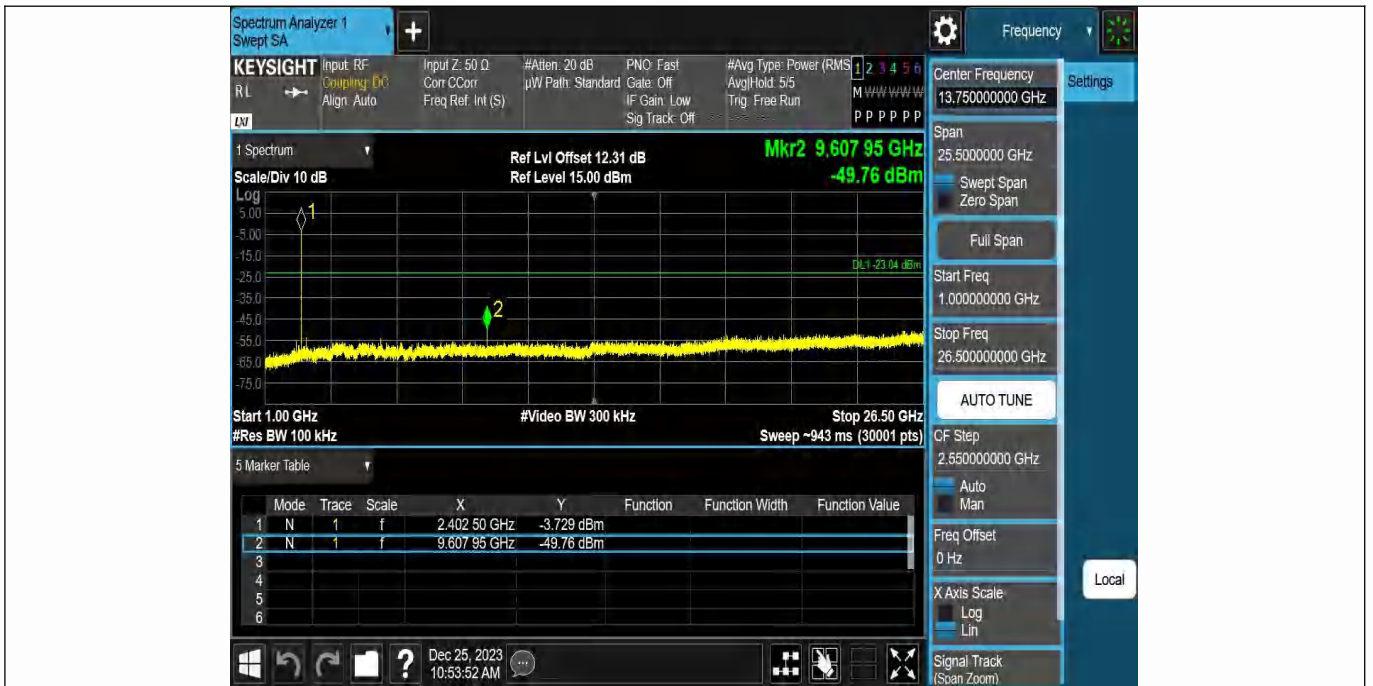 Spectrum Analyzer 1
Swept SA
+
Frequency
KEYSIGHT
RL
LXI
Input: RF
Coupling: DC
Align: Auto
Input Z: 50 Ω
Corr CCorr
Freq Ref: Int (S)
#Atten: 20 dB
µW Path: Standard
PNO: Fast
Gate: Off
IF Gain: Low
Sig Track: Off
#Avg Type: Power (RMS
Avg|Hold: 5/5
Trig: Free Run
1 2 3 4 5 6
M W W W W W
P P P P P P
Center Frequency
13.750000000 GHz
Settings
Span
25.5000000 GHz
Swept Span
Zero Span
Full Span
Start Freq
1.000000000 GHz
Stop Freq
26.500000000 GHz
AUTO TUNE
CF Step
2.550000000 GHz
Auto
Man
Freq Offset
0 Hz
X Axis Scale
Log
Lin
Signal Track
(Span Zoom)
Local
1 Spectrum
Scale/Div 10 dB
Ref Lvl Offset 12.31 dB
Ref Level 15.00 dBm
Mkr2 9.607 95 GHz
-49.76 dBm
Log
5.00
-5.00
-15.0
-25.0
-35.0
-45.0
-55.0
-65.0
-75.0
1
2
DL1 -23.04 dBm
Start 1.00 GHz
#Res BW 100 kHz
#Video BW 300 kHz
Stop 26.50 GHz
Sweep ~943 ms (30001 pts)
5 Marker Table
Mode Trace Scale X Y Function Function Width Function Value
1 N 1 f 2.402 50 GHz -3.729 dBm
2 N 1 f 9.607 95 GHz -49.76 dBm
3
4
5
6
?
Dec 25, 2023
10:53:52 AM